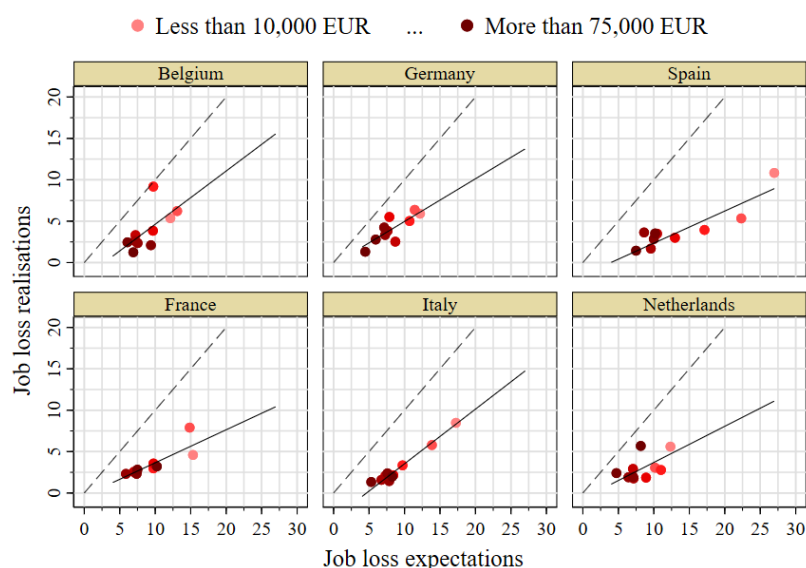 Less than 10,000 EUR ... More than 75,000 EUR
Belgium Germany Spain
20
15
10
5
0
France Italy Netherlands
20
15
10
5
0
0 5 10 15 20 25 30 0 5 10 15 20 25 30 0 5 10 15 20 25 30
Job loss realisations
Job loss expectations